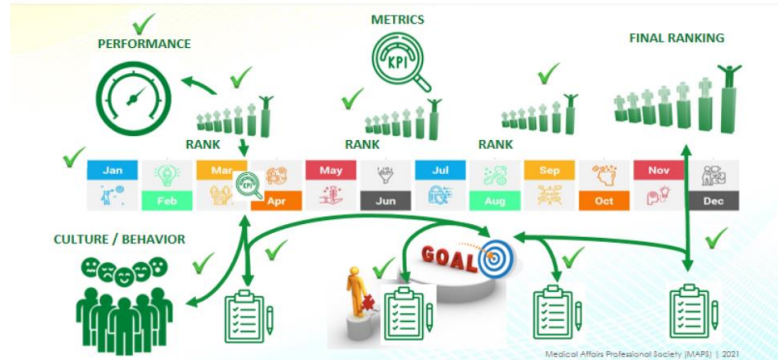 METRICS
PERFORMANCE
FINAL RANKING
KPI
RANK
RANK
RANK
Jan
Mar
May
Jul
Sep
Nov
KPI
Feb
Apr
Jun
Aug
Oct
Dec
CULTURE / BEHAVIOR
GOAL
Medical Affairs Professional Society (MAPS) | 2021